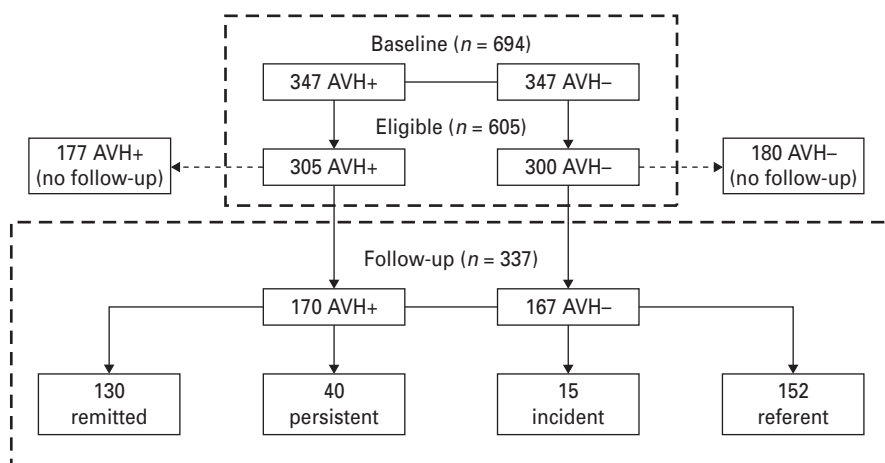 Baseline (n = 694)
347 AVH+
347 AVH–
Eligible (n = 605)
177 AVH+
(no follow-up)
305 AVH+
300 AVH–
180 AVH–
(no follow-up)
Follow-up (n = 337)
170 AVH+
167 AVH–
130
remitted
40
persistent
15
incident
152
referent